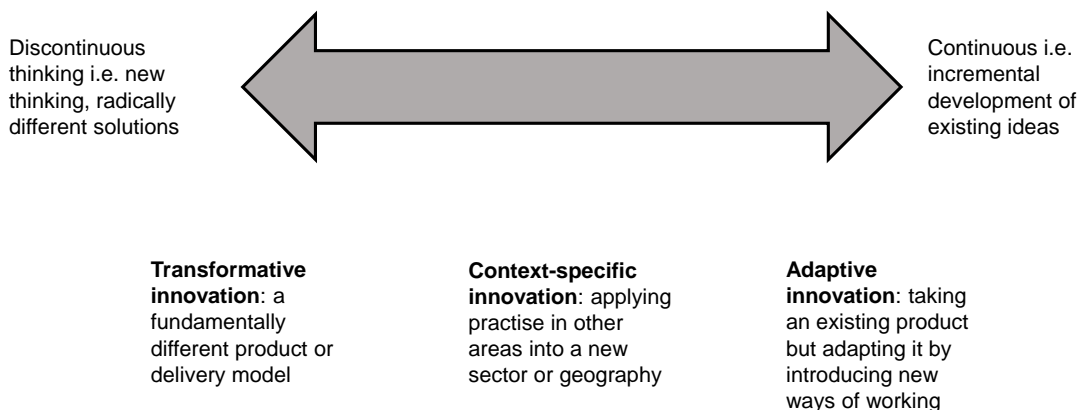 Discontinuous
thinking i.e. new
thinking, radically
different solutions
Continuous i.e.
incremental
development of
existing ideas
Transformative
innovation: a
fundamentally
different product or
delivery model
Context-specific
innovation: applying
practise in other
areas into a new
sector or geography
Adaptive
innovation: taking
an existing product
but adapting it by
introducing new
ways of working